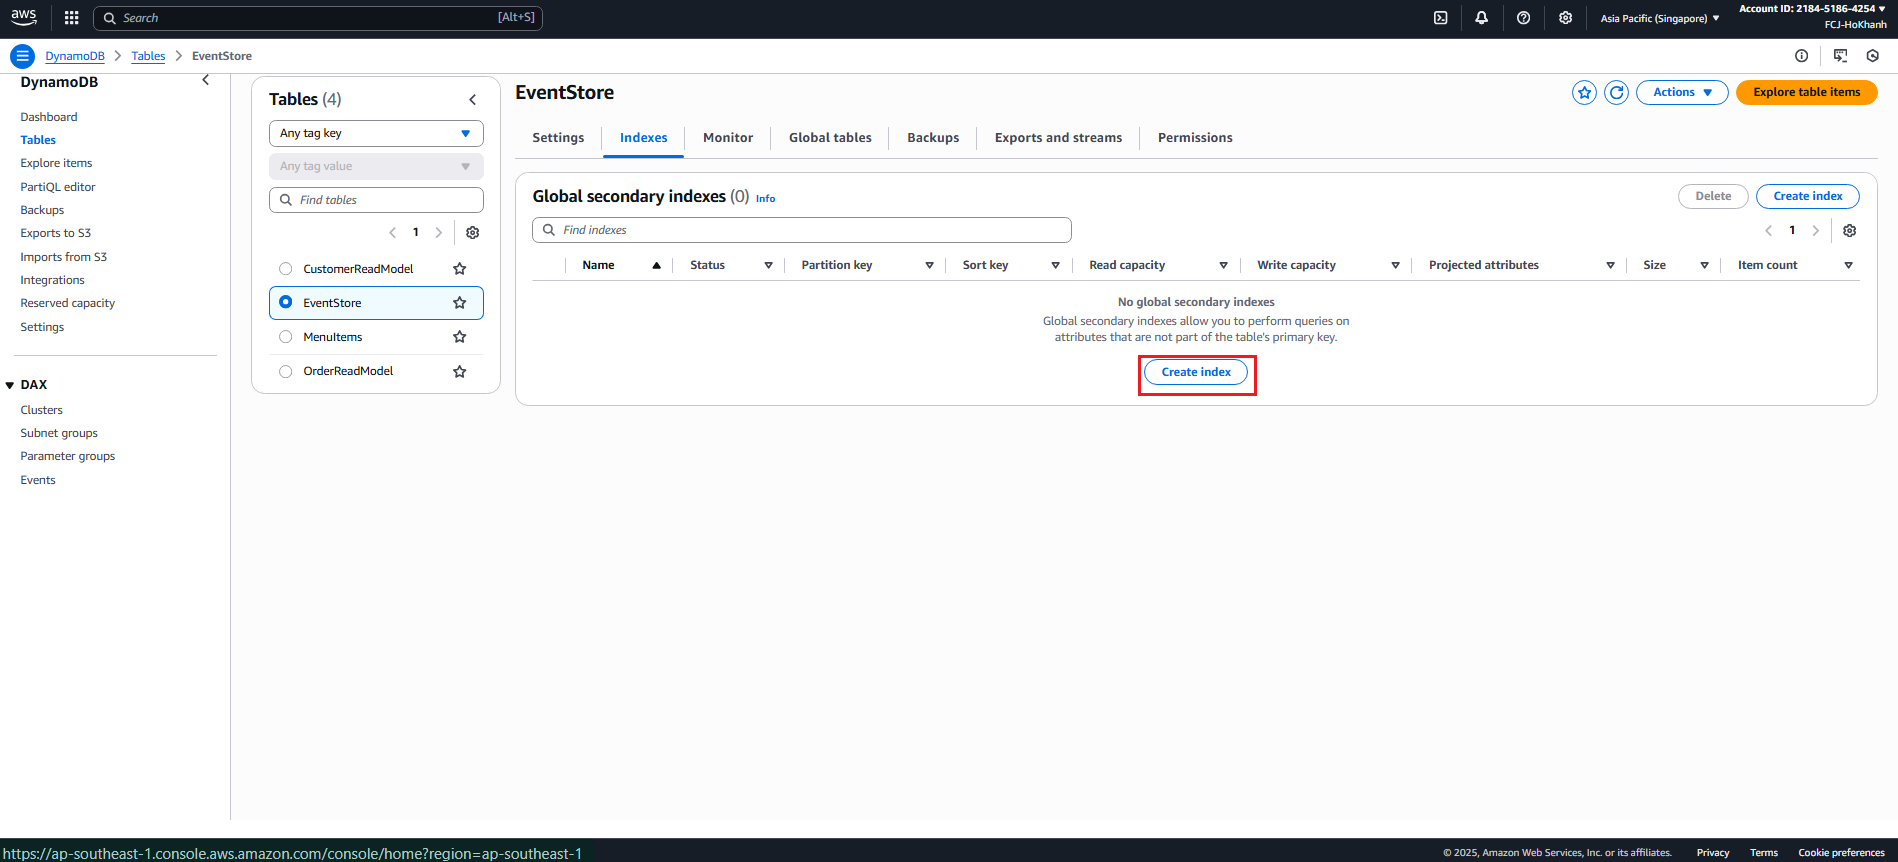 aws
Search [Alt+S]
Asia Pacific (Singapore)
Account ID: 2184-5186-4254
FCJ-HoKhanh
DynamoDB
Tables
EventStore
DynamoDB
Dashboard
Tables
Explore items
PartiQL editor
Backups
Exports to S3
Imports from S3
Integrations
Reserved capacity
Settings
DAX
Clusters
Subnet groups
Parameter groups
Events
Tables (4)
Any tag key
Any tag value
Find tables
1
CustomerReadModel
EventStore
MenuItems
OrderReadModel
EventStore
Actions
Explore table items
Settings
Indexes
Monitor
Global tables
Backups
Exports and streams
Permissions
Global secondary indexes (0) Info
Delete
Create index
Find indexes
1
Name
Status
Partition key
Sort key
Read capacity
Write capacity
Projected attributes
Size
Item count
No global secondary indexes
Global secondary indexes allow you to perform queries on
attributes that are not part of the table's primary key.
Create index
https://ap-southeast-1.console.aws.amazon.com/console/home?region=ap-southeast-1
© 2025, Amazon Web Services, Inc. or its affiliates.
Privacy
Terms
Cookie preferences